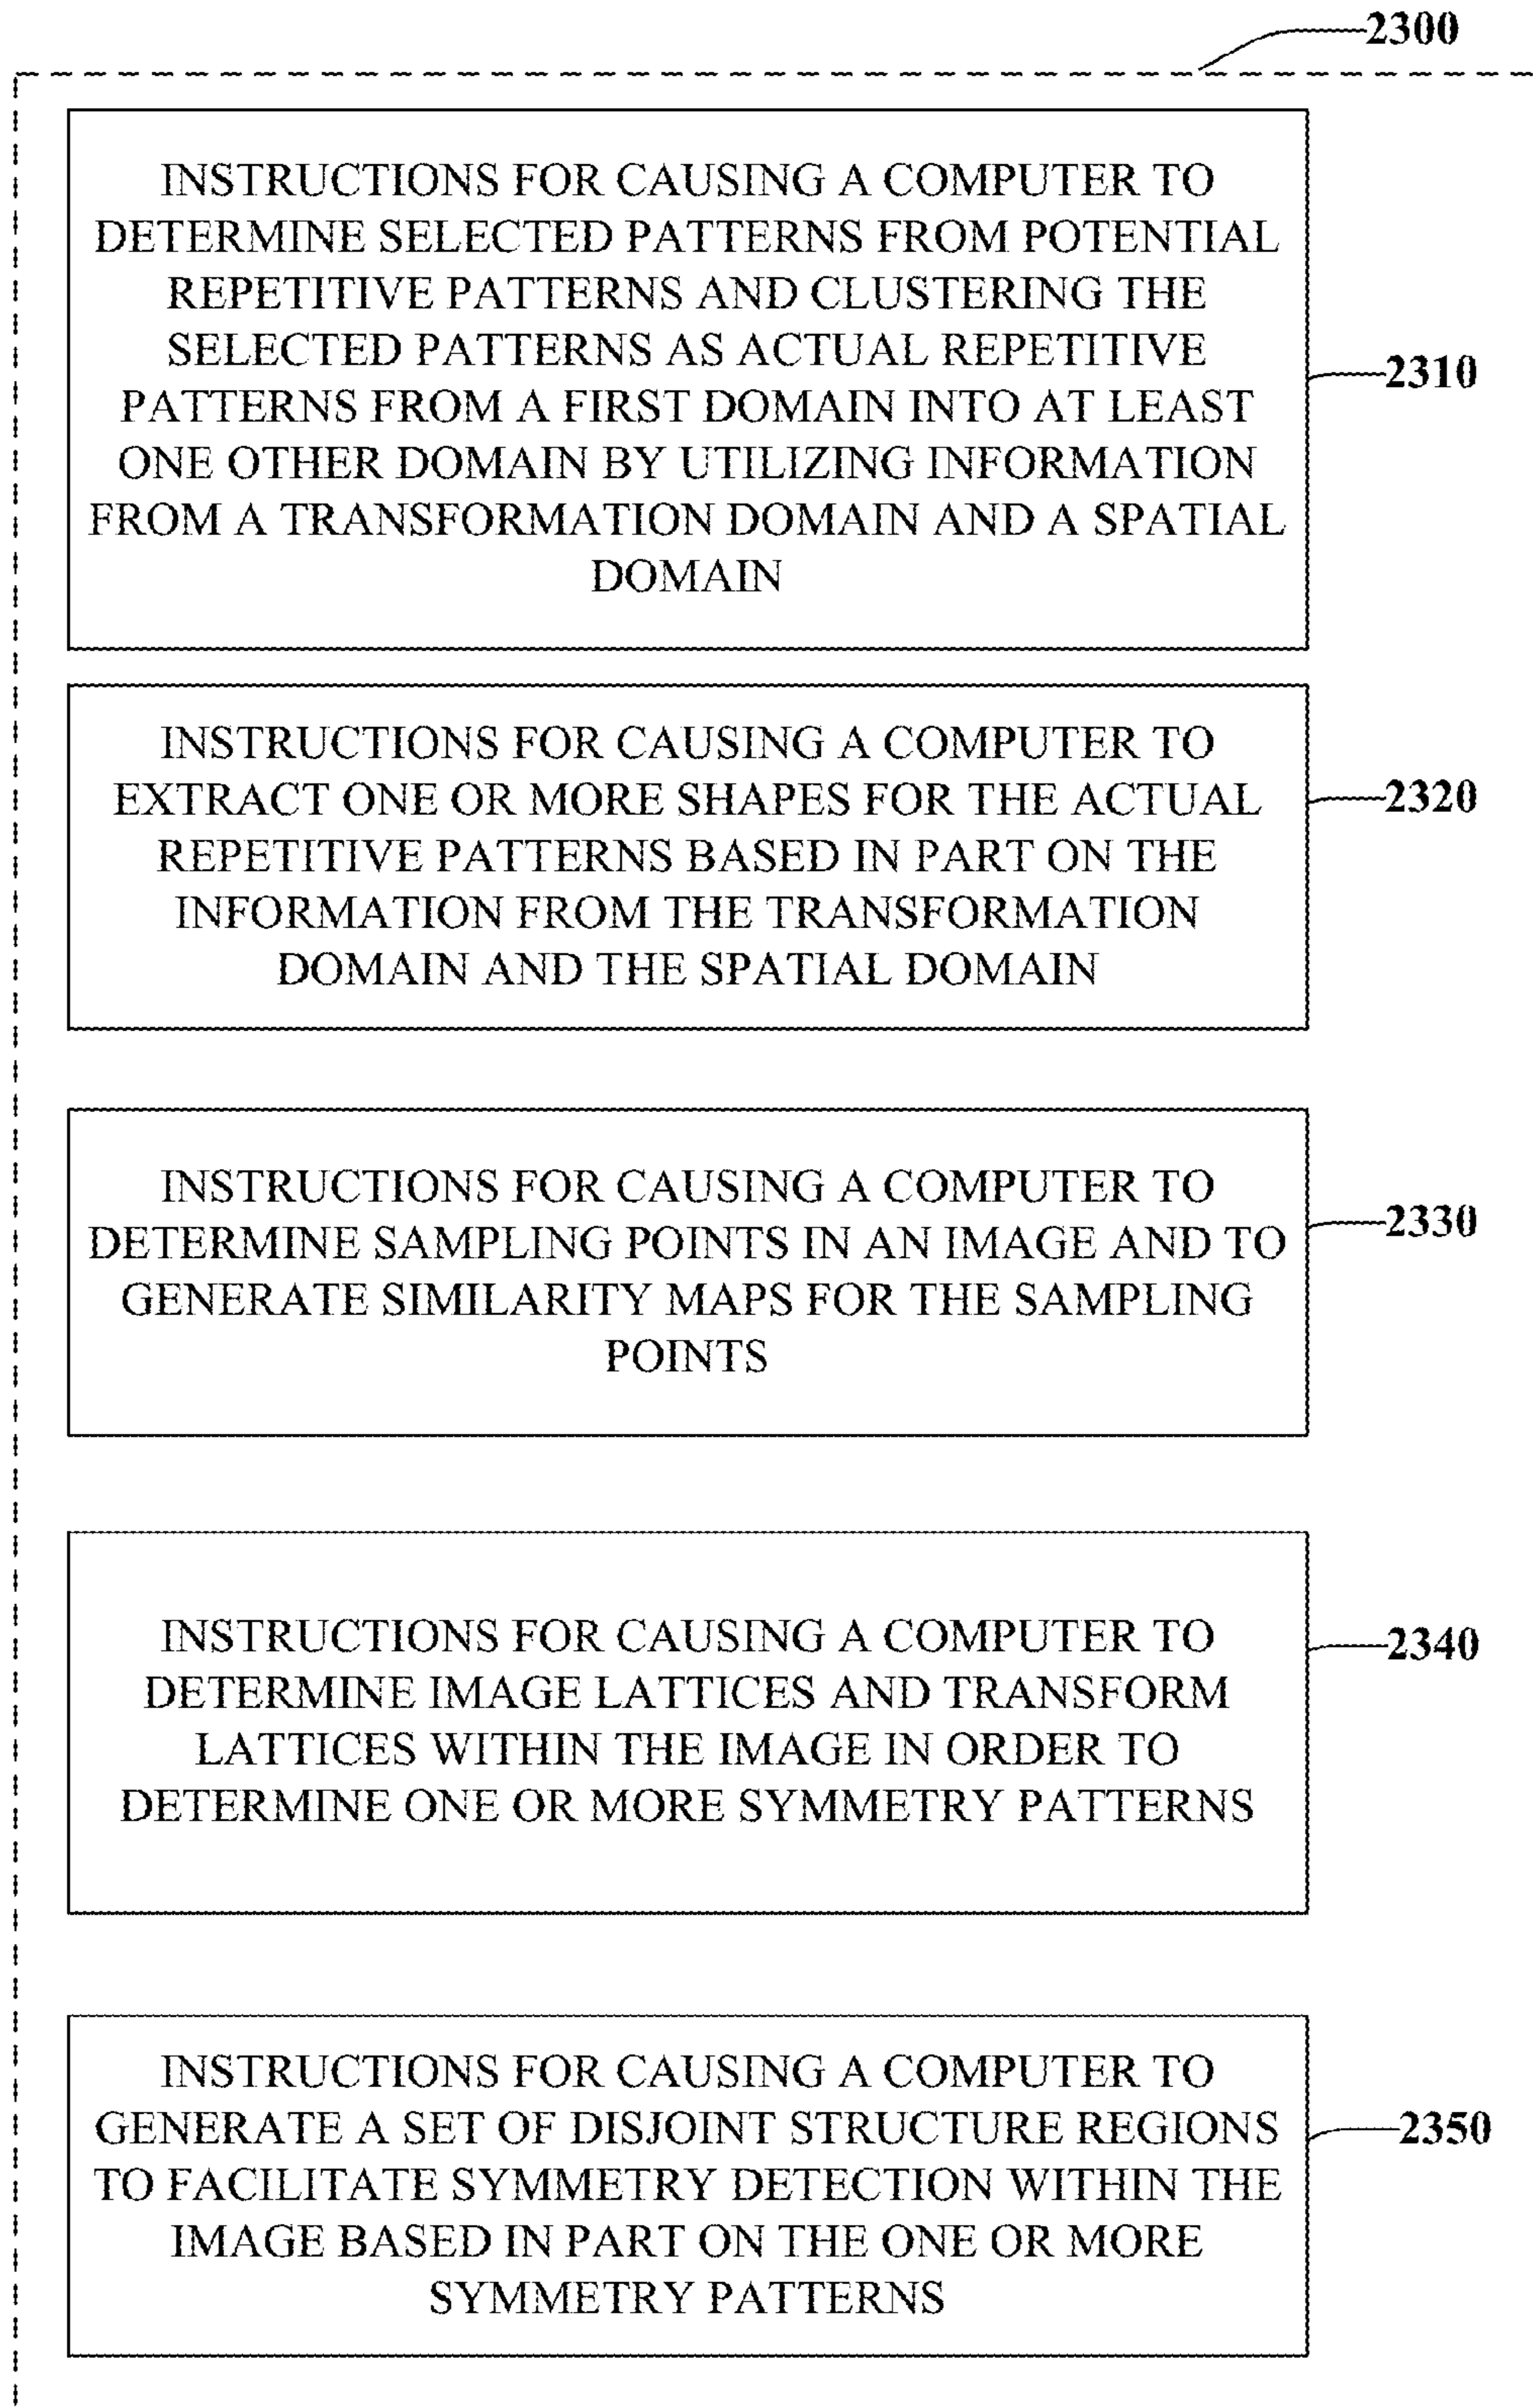 2300
INSTRUCTIONS FOR CAUSING A COMPUTER TO
DETERMINE SELECTED PATTERNS FROM POTENTIAL
REPETITIVE PATTERNS AND CLUSTERING THE
SELECTED PATTERNS AS ACTUAL REPETITIVE
PATTERNS FROM A FIRST DOMAIN INTO AT LEAST
ONE OTHER DOMAIN BY UTILIZING INFORMATION
FROM A TRANSFORMATION DOMAIN AND A SPATIAL
DOMAIN
2310
INSTRUCTIONS FOR CAUSING A COMPUTER TO
EXTRACT ONE OR MORE SHAPES FOR THE ACTUAL
REPETITIVE PATTERNS BASED IN PART ON THE
INFORMATION FROM THE TRANSFORMATION
DOMAIN AND THE SPATIAL DOMAIN
2320
INSTRUCTIONS FOR CAUSING A COMPUTER TO
DETERMINE SAMPLING POINTS IN AN IMAGE AND TO
GENERATE SIMILARITY MAPS FOR THE SAMPLING
POINTS
2330
INSTRUCTIONS FOR CAUSING A COMPUTER TO
DETERMINE IMAGE LATTICES AND TRANSFORM
LATTICES WITHIN THE IMAGE IN ORDER TO
DETERMINE ONE OR MORE SYMMETRY PATTERNS
2340
INSTRUCTIONS FOR CAUSING A COMPUTER TO
GENERATE A SET OF DISJOINT STRUCTURE REGIONS
TO FACILITATE SYMMETRY DETECTION WITHIN THE
IMAGE BASED IN PART ON THE ONE OR MORE
SYMMETRY PATTERNS
2350